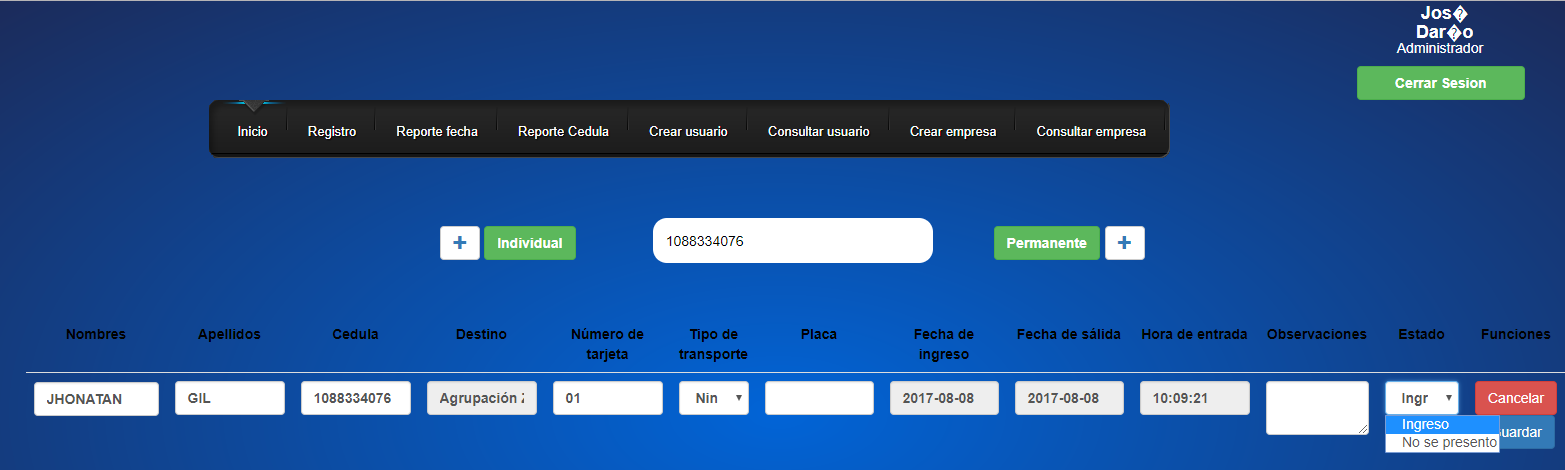 Jos�
Dar�o
Administrador
Cerrar Sesion
Inicio Registro Reporte fecha Reporte Cedula Crear usuario Consultar usuario Crear empresa Consultar empresa
+ Individual 1088334076 Permanente +
Nombres Apellidos Cedula Destino Número de tarjeta Tipo de transporte Placa Fecha de ingreso Fecha de sálida Hora de entrada Observaciones Estado Funciones
JHONATAN GIL 1088334076 Agrupación 01 Nin 2017-08-08 2017-08-08 10:09:21 Ingr Cancelar
Ingreso
No se presento